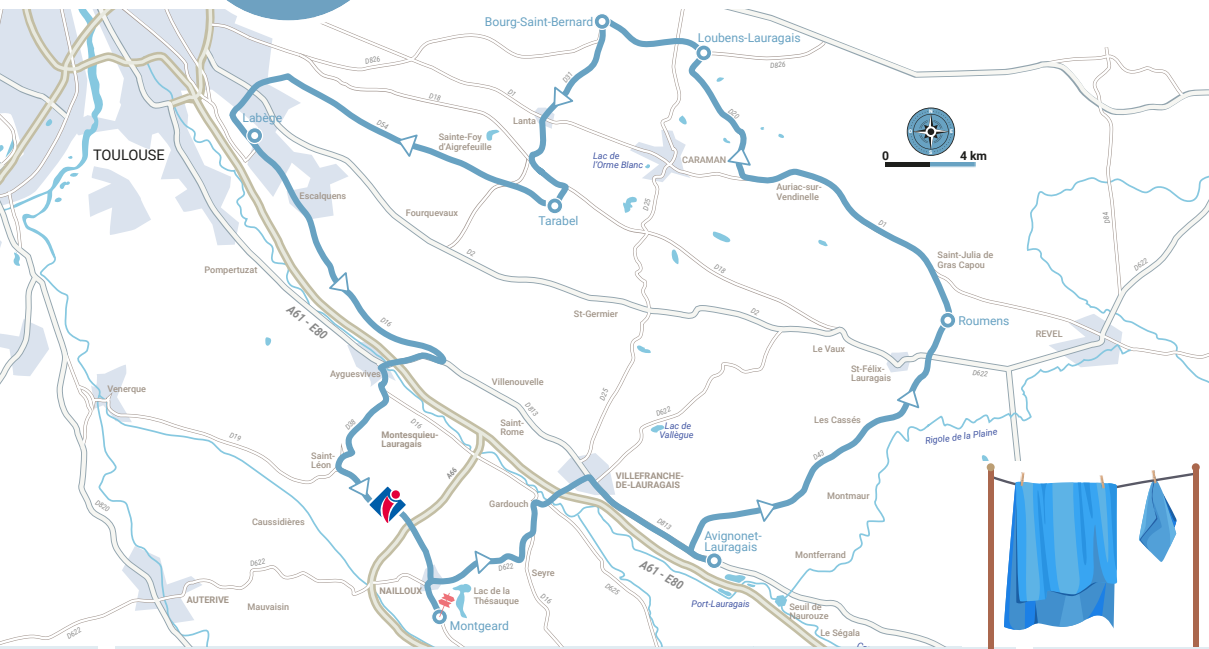 Bourg-Saint-Bernard
Loubens-Lauragais
D826
D826
D31
D1
D18
D20
Lanta
Labège
D54
Sainte-Foy
d'Aigrefeuille
TOULOUSE
Lac de
l'Orme Blanc
CARAMAN
0
4 km
Auriac-sur-
Vendinelle
Escalquens
Fourquevaux
Tarabel
D25
D1
D84
D2
D18
Saint-Julia de
Gras Capou
D622
Pompertuzat
A61 - E80
D16
St-Germier
D2
Roumens
REVEL
Le Vaux
St-Félix-
Lauragais
D622
Ayguesvives
Villenouvelle
Venerque
D25
D813
D622
D38
D16
Saint-
Rome
Lac de
Vallègue
Les Cassés
Rigole de la Plaine
D19
Montesquieu-
Lauragais
Saint-
Léon
D43
A66
VILLEFRANCHE-
DE-LAURAGAIS
Montmaur
D820
Gardouch
Caussidières
D813
Avignonet-
Lauragais
Montferrand
D622
D622
Seyre
A61 - E80
NAILLOUX
Lac de la
Thésauque
D16
D625
Port-Lauragais
AUTERIVE
Mauvaisin
Seuil de
Naurouze
Montgeard
D622
Le Ségala